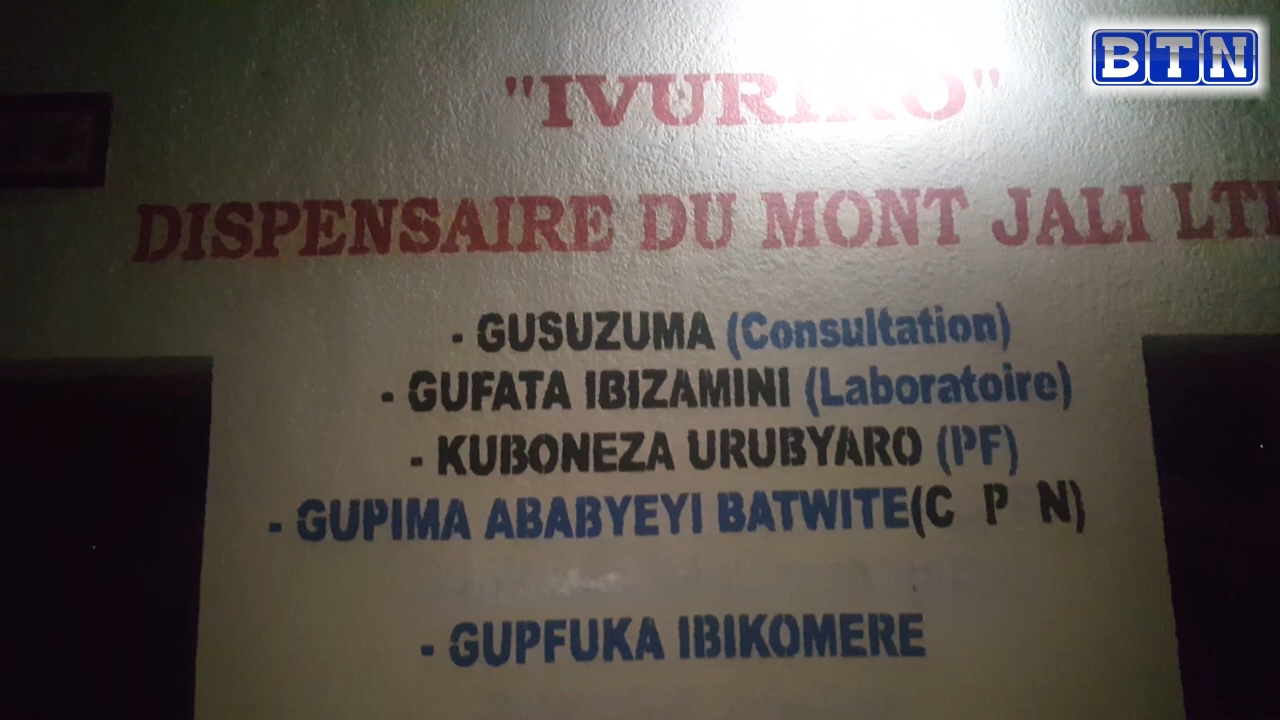 BTN
"IVURIRO"
DISPENSAIRE DU MONT JALI LT
- GUSUZUMA (Consultation)
- GUFATA IBIZAMINI (Laboratoire)
- KUBONEZA URUBYARO (PF)
- GUPIMA ABABYEYI BATWITE(C P N)
- GUPFUKA IBIKOMERE